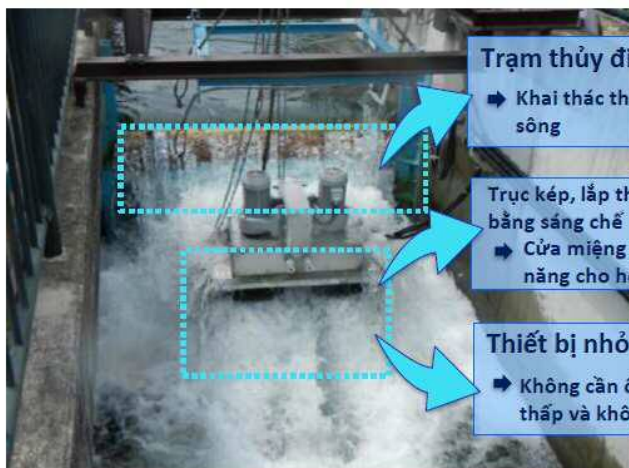 Trạm thủy đi
Khai thác th
sông
Trục kép, lắp th
bằng sáng chế
Cửa miệng
năng cho h
Thiết bị nhỏ
Không cần
thấp và khô